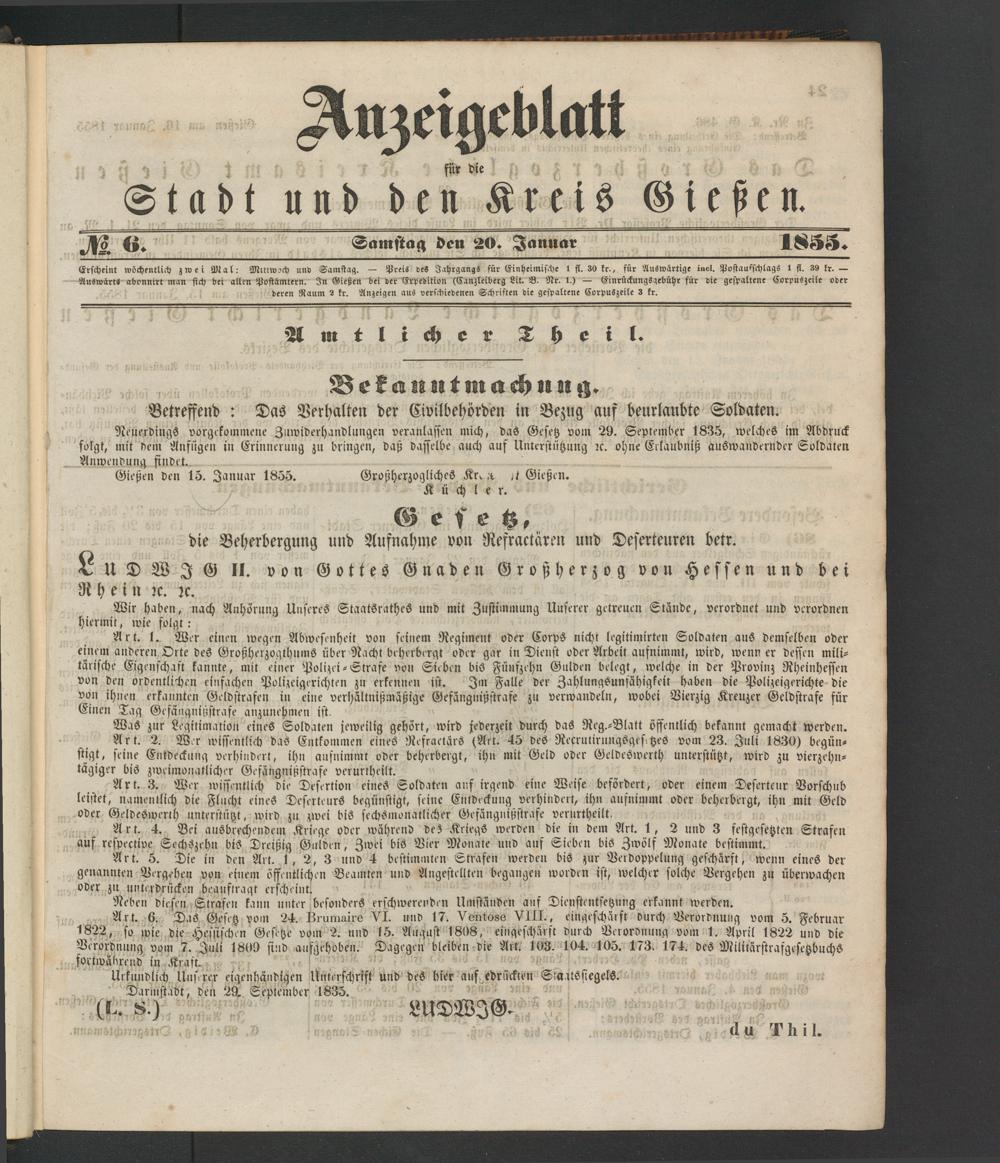 Anzeigeblatt
für die
Stadt und den Kreis Gießen.
№ 6. Samstag den 20. Januar 1855.
Erscheint wöchentlich zwei Mal: Mittwoch und Samstag. — Preis des Jahrgangs für Einheimische 1 fl. 30 kr., für Auswärtige incl. Postaufschlags 1 fl. 39 kr. —
Auswärts abonnirt man sich bei allen Postämtern. In Gießen bei der Expedition (Canzleiberg Lit. B. Nr. 1.) — Einrückungsgebühr für die gespaltene Corpuszeile oder
deren Raum 2 kr. Anzeigen aus verschiedenen Schriften die gespaltene Corpuszeile 3 kr.
Amtlicher Theil.
Bekanntmachung.
Betreffend: Das Verhalten der Civilbehörden in Bezug auf beurlaubte Soldaten.
Neuerdings vorgekommene Zuwiderhandlungen veranlassen mich, das Gesetz vom 29. September 1835, welches im Abdruck
folgt, mit dem Anfügen in Erinnerung zu bringen, daß dasselbe auch auf Unterstützung ꝛc. ohne Erlaubniß auswandernder Soldaten
Anwendung findet.
Gießen den 15. Januar 1855. Großherzogliches Gießen.
Küchler.
Gesetz,
die Beherbergung und Aufnahme von Refractären und Deserteuren betr.
LUDWIG II. von Gottes Gnaden Großherzog von Hessen und bei
Rhein ꝛc. ꝛc.
Wir haben, nach Anhörung Unseres Staatsrathes und mit Zustimmung Unserer getreuen Stände, verordnet und verordnen
hiermit, wie folgt:
Art. 1. Wer einen wegen Abwesenheit von seinem Regiment oder Corps nicht legitimirten Soldaten aus demselben oder
einem anderen Orte des Großherzogthums über Nacht beherbergt oder gar in Dienst oder Arbeit aufnimmt, wird, wenn er dessen mili-
tärische Eigenschaft kannte, mit einer Polizei-Strafe von Sieben bis Fünfzehn Gulden belegt, welche in der Provinz Rheinhessen
von den ordentlichen einfachen Polizeigerichten zu erkennen ist. Im Falle der Zahlungsunfähigkeit haben die Polizeigerichte die
von ihnen erkannten Geldstrafen in eine verhältnißmäßige Gefängnißstrafe zu verwandeln, wobei Vierzig Kreuzer Geldstrafe für
Einen Tag Gefängnißstrafe anzunehmen ist.
Was zur Legitimation eines Soldaten jeweilig gehört, wird jederzeit durch das Reg.-Blatt öffentlich bekannt gemacht werden.
Art. 2. Wer wissentlich das Entkommen eines Refractärs (Art. 45 des Recrutirungsgesetzes vom 23. Juli 1830) begün-
stigt, seine Entdeckung verhindert, ihn aufnimmt oder beherbergt, ihn mit Geld oder Geldeswerth unterstützt, wird zu vierzehn-
tägiger bis zweimonatlicher Gefängnißstrafe verurtheilt.
Art. 3. Wer wissentlich die Desertion eines Soldaten auf irgend eine Weise befördert, oder einem Deserteur Vorschub
leistet, namentlich die Flucht eines Deserteurs begünstigt, seine Entdeckung verhindert, ihn aufnimmt oder beherbergt, ihn mit Geld
oder Geldeswerth unterstützt, wird zu zwei bis sechsmonatlicher Gefängnißstrafe verurtheilt.
Art. 4. Bei ausbrechendem Kriege oder während des Kriegs werden die in dem Art. 1, 2 und 3 festgesetzten Strafen
auf respective Sechszehn bis Dreißig Gulden, Zwei bis Vier Monate und auf Sieben bis Zwölf Monate bestimmt.
Art. 5. Die in den Art. 1, 2, 3 und 4 bestimmten Strafen werden bis zur Verdoppelung geschärft, wenn eines der
genannten Vergehen von einem öffentlichen Beamten und Angestellten begangen worden ist, welcher solche Vergehen zu überwachen
oder zu unterdrücken beauftragt erscheint.
Neben diesen Strafen kann unter besonders erschwerenden Umständen auf Dienstentsetzung erkannt werden.
Art. 6. Das Gesetz vom 24. Brumaire VI. und 17. Ventose VIII., eingeschärft durch Verordnung vom 5. Februar
1822, so wie die Hessischen Gesetze vom 2. und 15. August 1808, eingeschärft durch Verordnung vom 1. April 1822 und die
Verordnung vom 7. Juli 1809 sind aufgehoben. Dagegen bleiben die Art. 103. 104. 105. 173. 174. des Militärstrafgesetzbuchs
fortwährend in Kraft.
Urkundlich Unserer eigenhändigen Unterschrift und des hier aufgedrückten Staatssiegels.
Darmstadt, den 29. September 1835.
(L. S.) LUDWIG.
du Thil.